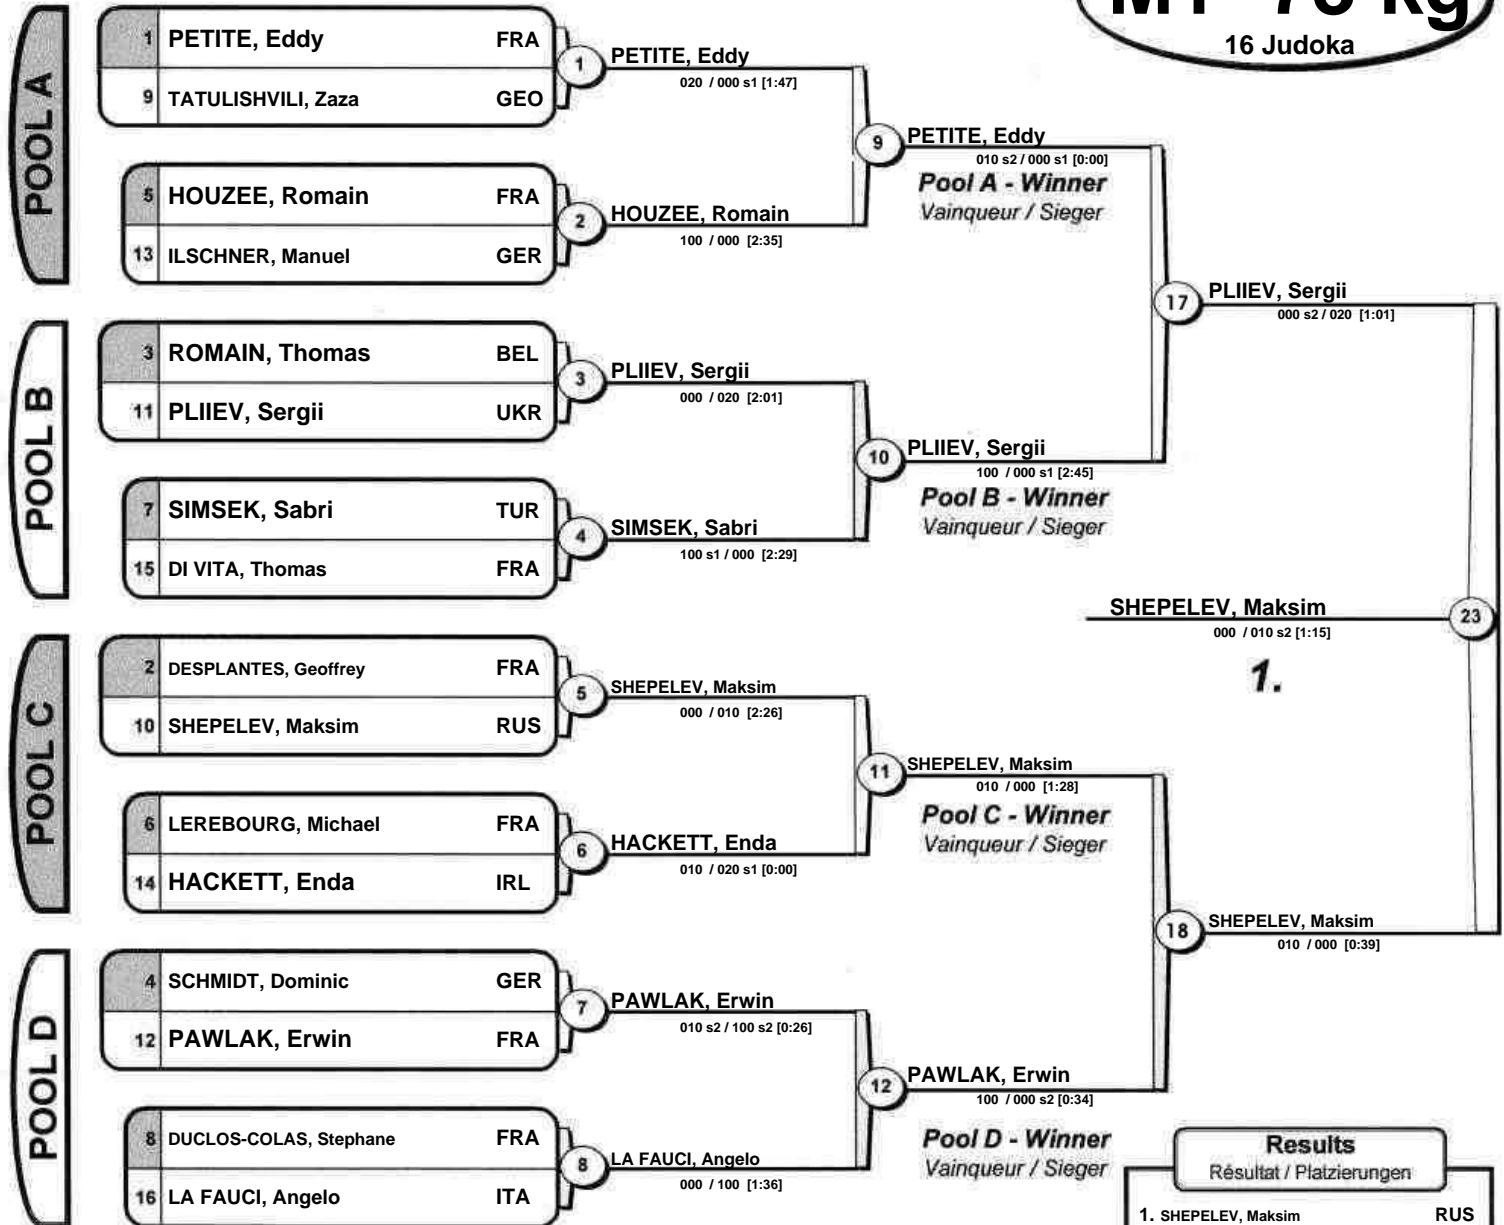 M1 -73 kg
16 Judoka
POOL A
1 PETITE, Eddy FRA
9 TATULISHVILI, Zaza GEO
1
PETITE, Eddy
020 / 000 s1 [1:47]
5 HOUZEE, Romain FRA
13 ILSCHNER, Manuel GER
2
HOUZEE, Romain
100 / 000 [2:35]
9
PETITE, Eddy
010 s2 / 000 s1 [0:00]
Pool A - Winner
Vainqueur / Sieger
POOL B
3 ROMAIN, Thomas BEL
11 PLIIEV, Sergii UKR
3
PLIIEV, Sergii
000 / 020 [2:01]
7 SIMSEK, Sabri TUR
15 DI VITA, Thomas FRA
4
SIMSEK, Sabri
100 s1 / 000 [2:29]
10
PLIIEV, Sergii
100 / 000 s1 [2:45]
Pool B - Winner
Vainqueur / Sieger
17
PLIIEV, Sergii
000 s2 / 020 [1:01]
POOL C
2 DESPLANTES, Geoffrey FRA
10 SHEPELEV, Maksim RUS
5
SHEPELEV, Maksim
000 / 010 [2:26]
6 LEREBOURG, Michael FRA
14 HACKETT, Enda IRL
6
HACKETT, Enda
010 / 020 s1 [0:00]
11
SHEPELEV, Maksim
010 / 000 [1:28]
Pool C - Winner
Vainqueur / Sieger
POOL D
4 SCHMIDT, Dominic GER
12 PAWLAK, Erwin FRA
7
PAWLAK, Erwin
010 s2 / 100 s2 [0:26]
8 DUCLOS-COLAS, Stephane FRA
16 LA FAUCI, Angelo ITA
8
LA FAUCI, Angelo
000 / 100 [1:36]
12
PAWLAK, Erwin
100 / 000 s2 [0:34]
Pool D - Winner
Vainqueur / Sieger
18
SHEPELEV, Maksim
010 / 000 [0:39]
SHEPELEV, Maksim
23
000 / 010 s2 [1:15]
1.
Results
Résultat / Platzierungen
1. SHEPELEV, Maksim RUS